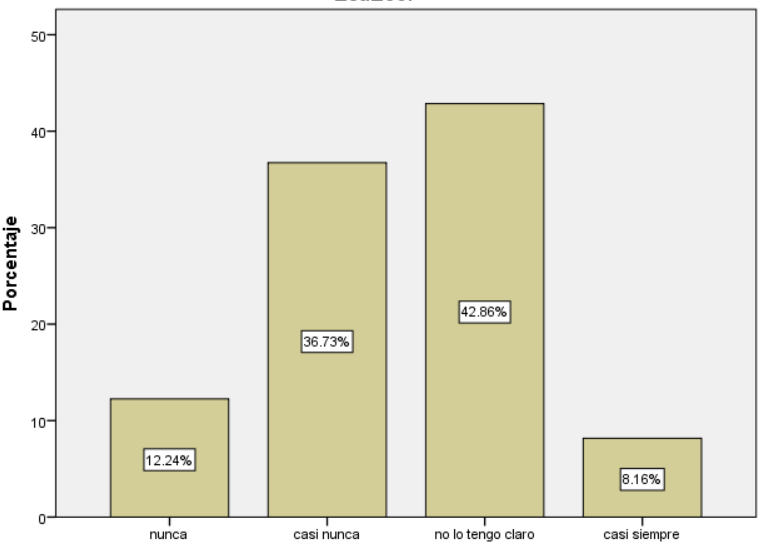 50
40
30
20
10
0
Porcentaje
12.24%
36.73%
42.86%
8.16%
nunca
casi nunca
no lo tengo claro
casi siempre